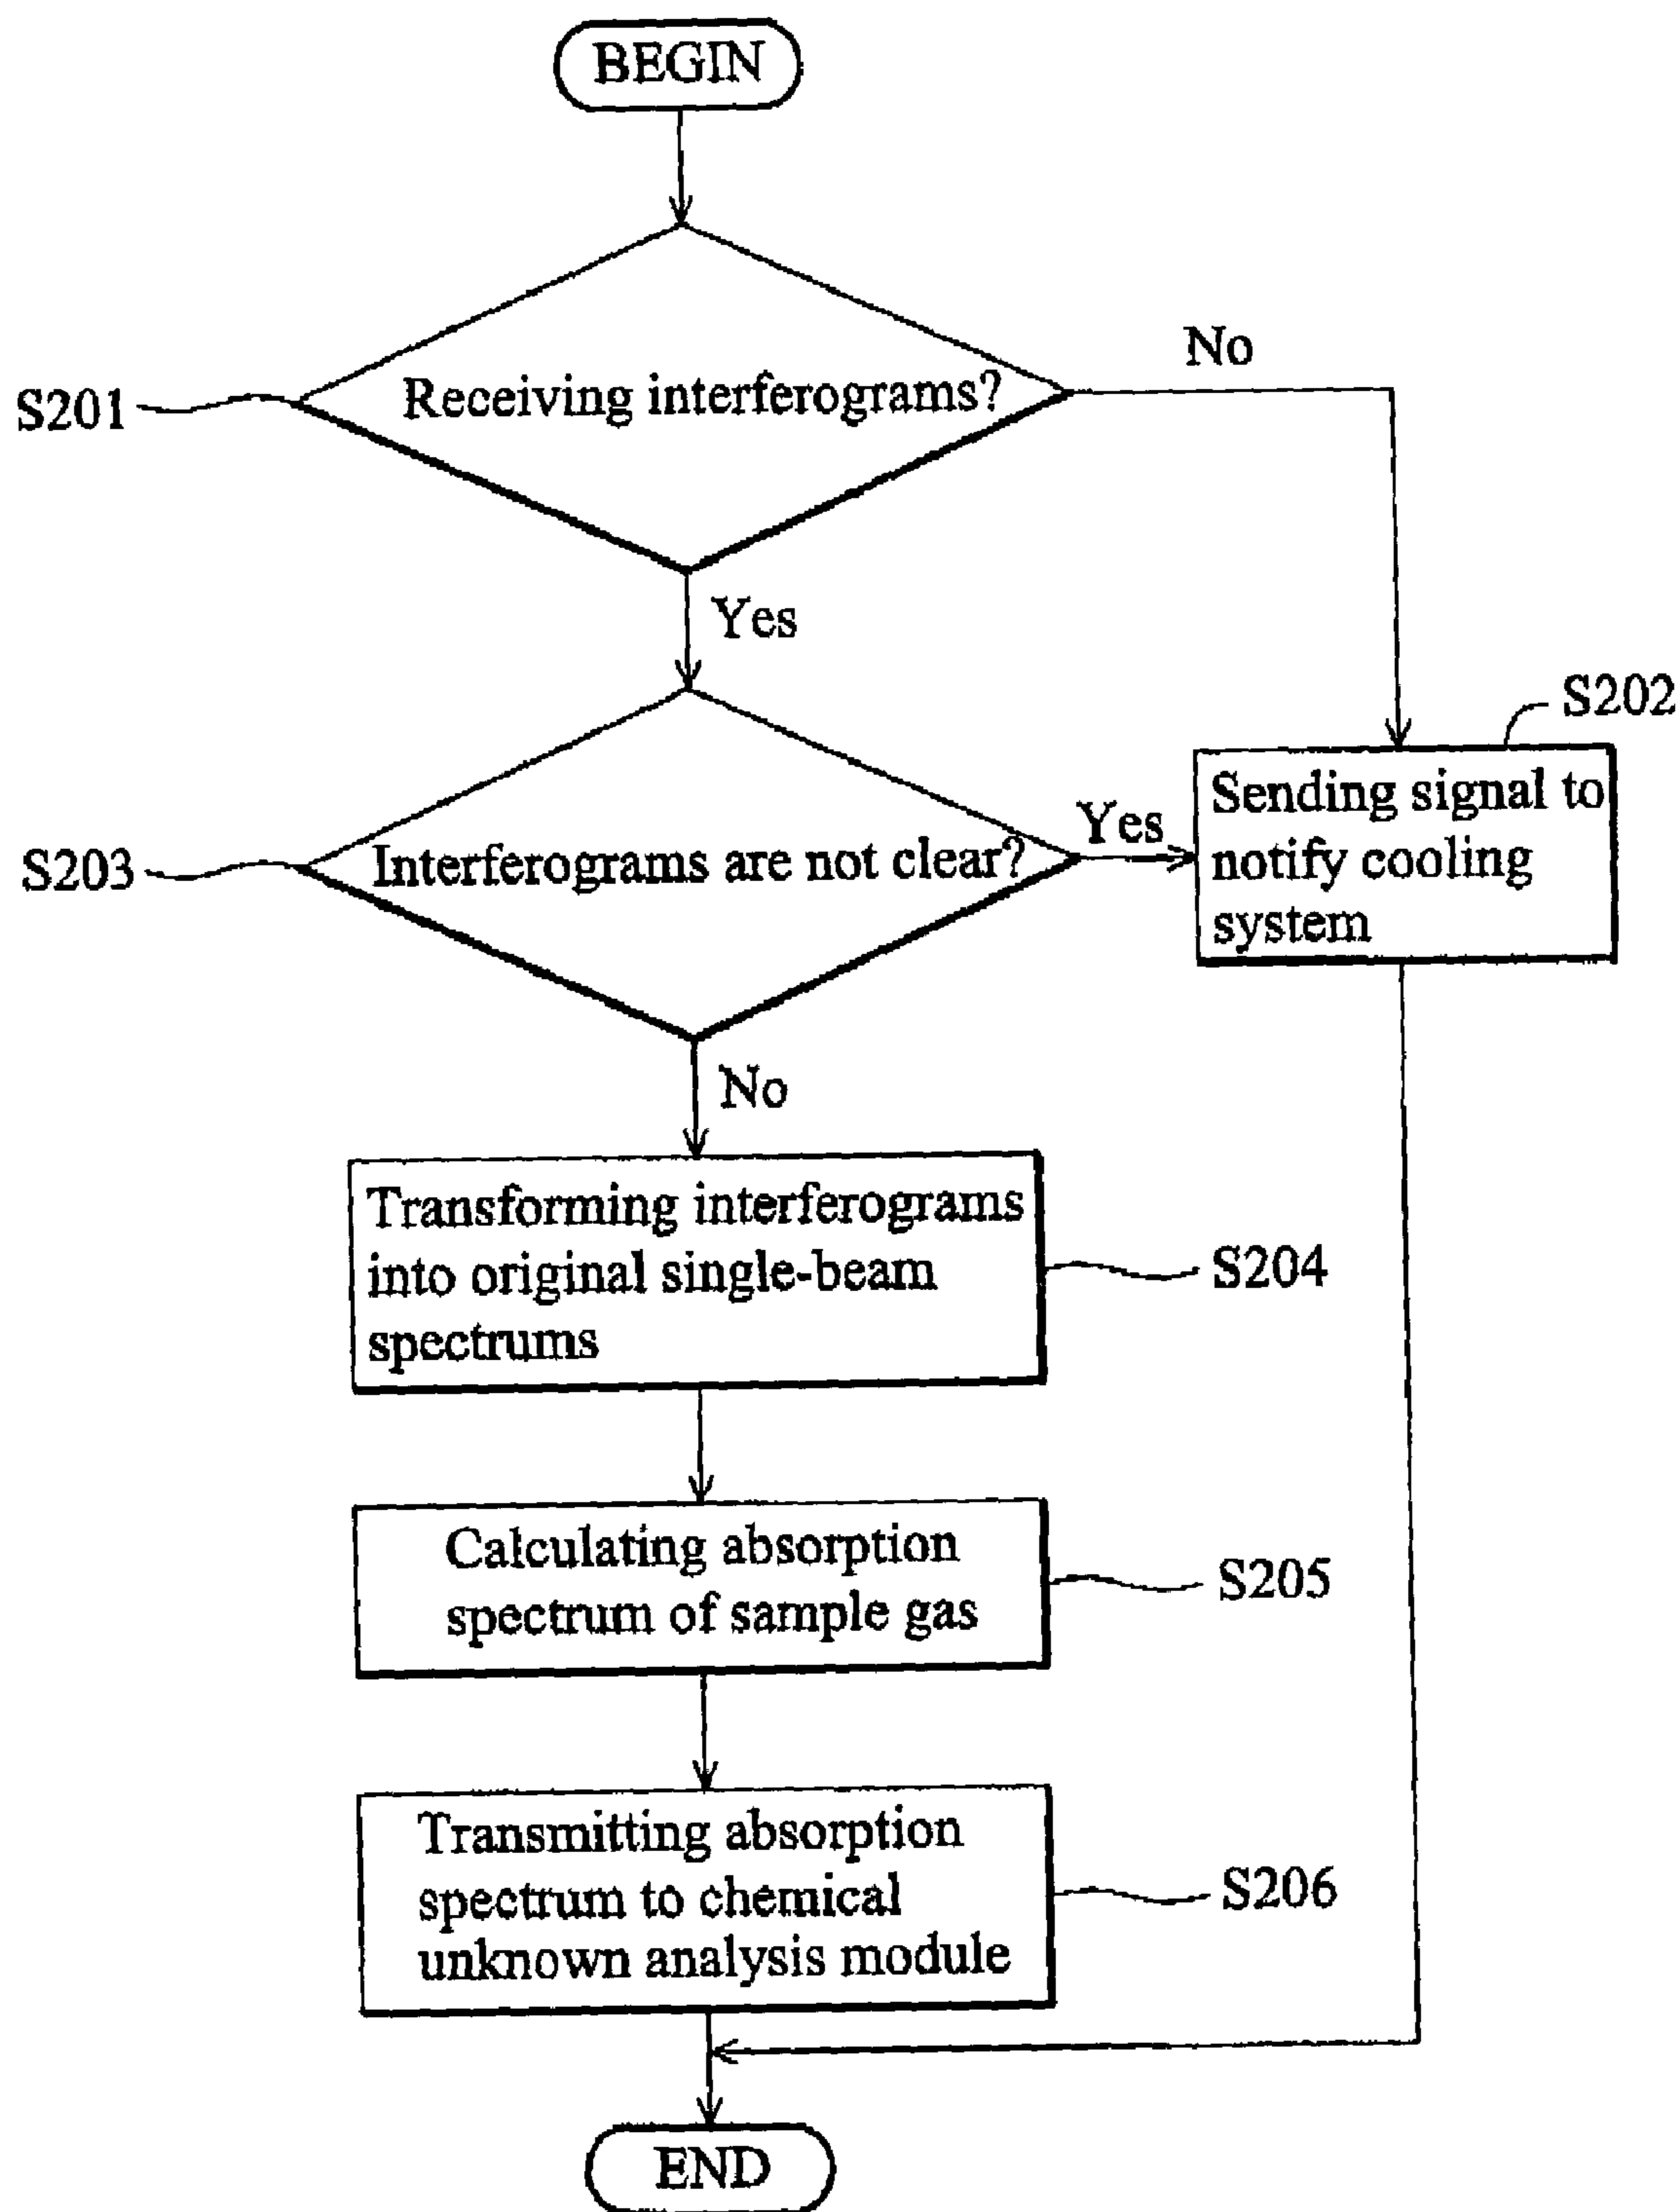 BEGIN
S201
Receiving interferograms?
No
Yes
S202
Sending signal to
notify cooling
system
S203
Interferograms are not clear?
Yes
No
Transforming interferograms
into original single-beam
spectrums
S204
Calculating absorption
spectrum of sample gas
S205
Transmitting absorption
spectrum to chemical
unknown analysis module
S206
END